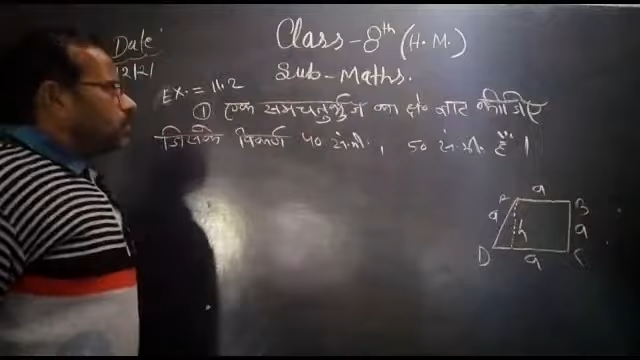 Date
Class-8th (H.M.)
Sub-Maths.
EX. = 11.2
① एक समचतुर्भुज का क्षे० ज्ञात कीजिए
जिसके विकर्ण 40 सें.मी., 50 सें.मी. हैं।
a
B
a
h
a
D
a
C